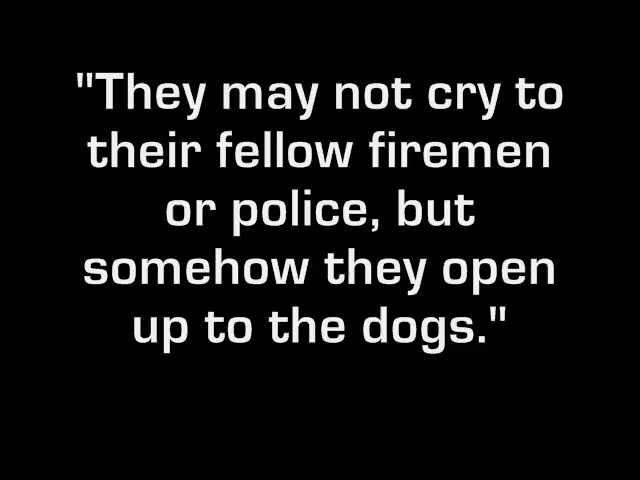 "They may not cry to
their fellow firemen
or police, but
somehow they open
up to the dogs."